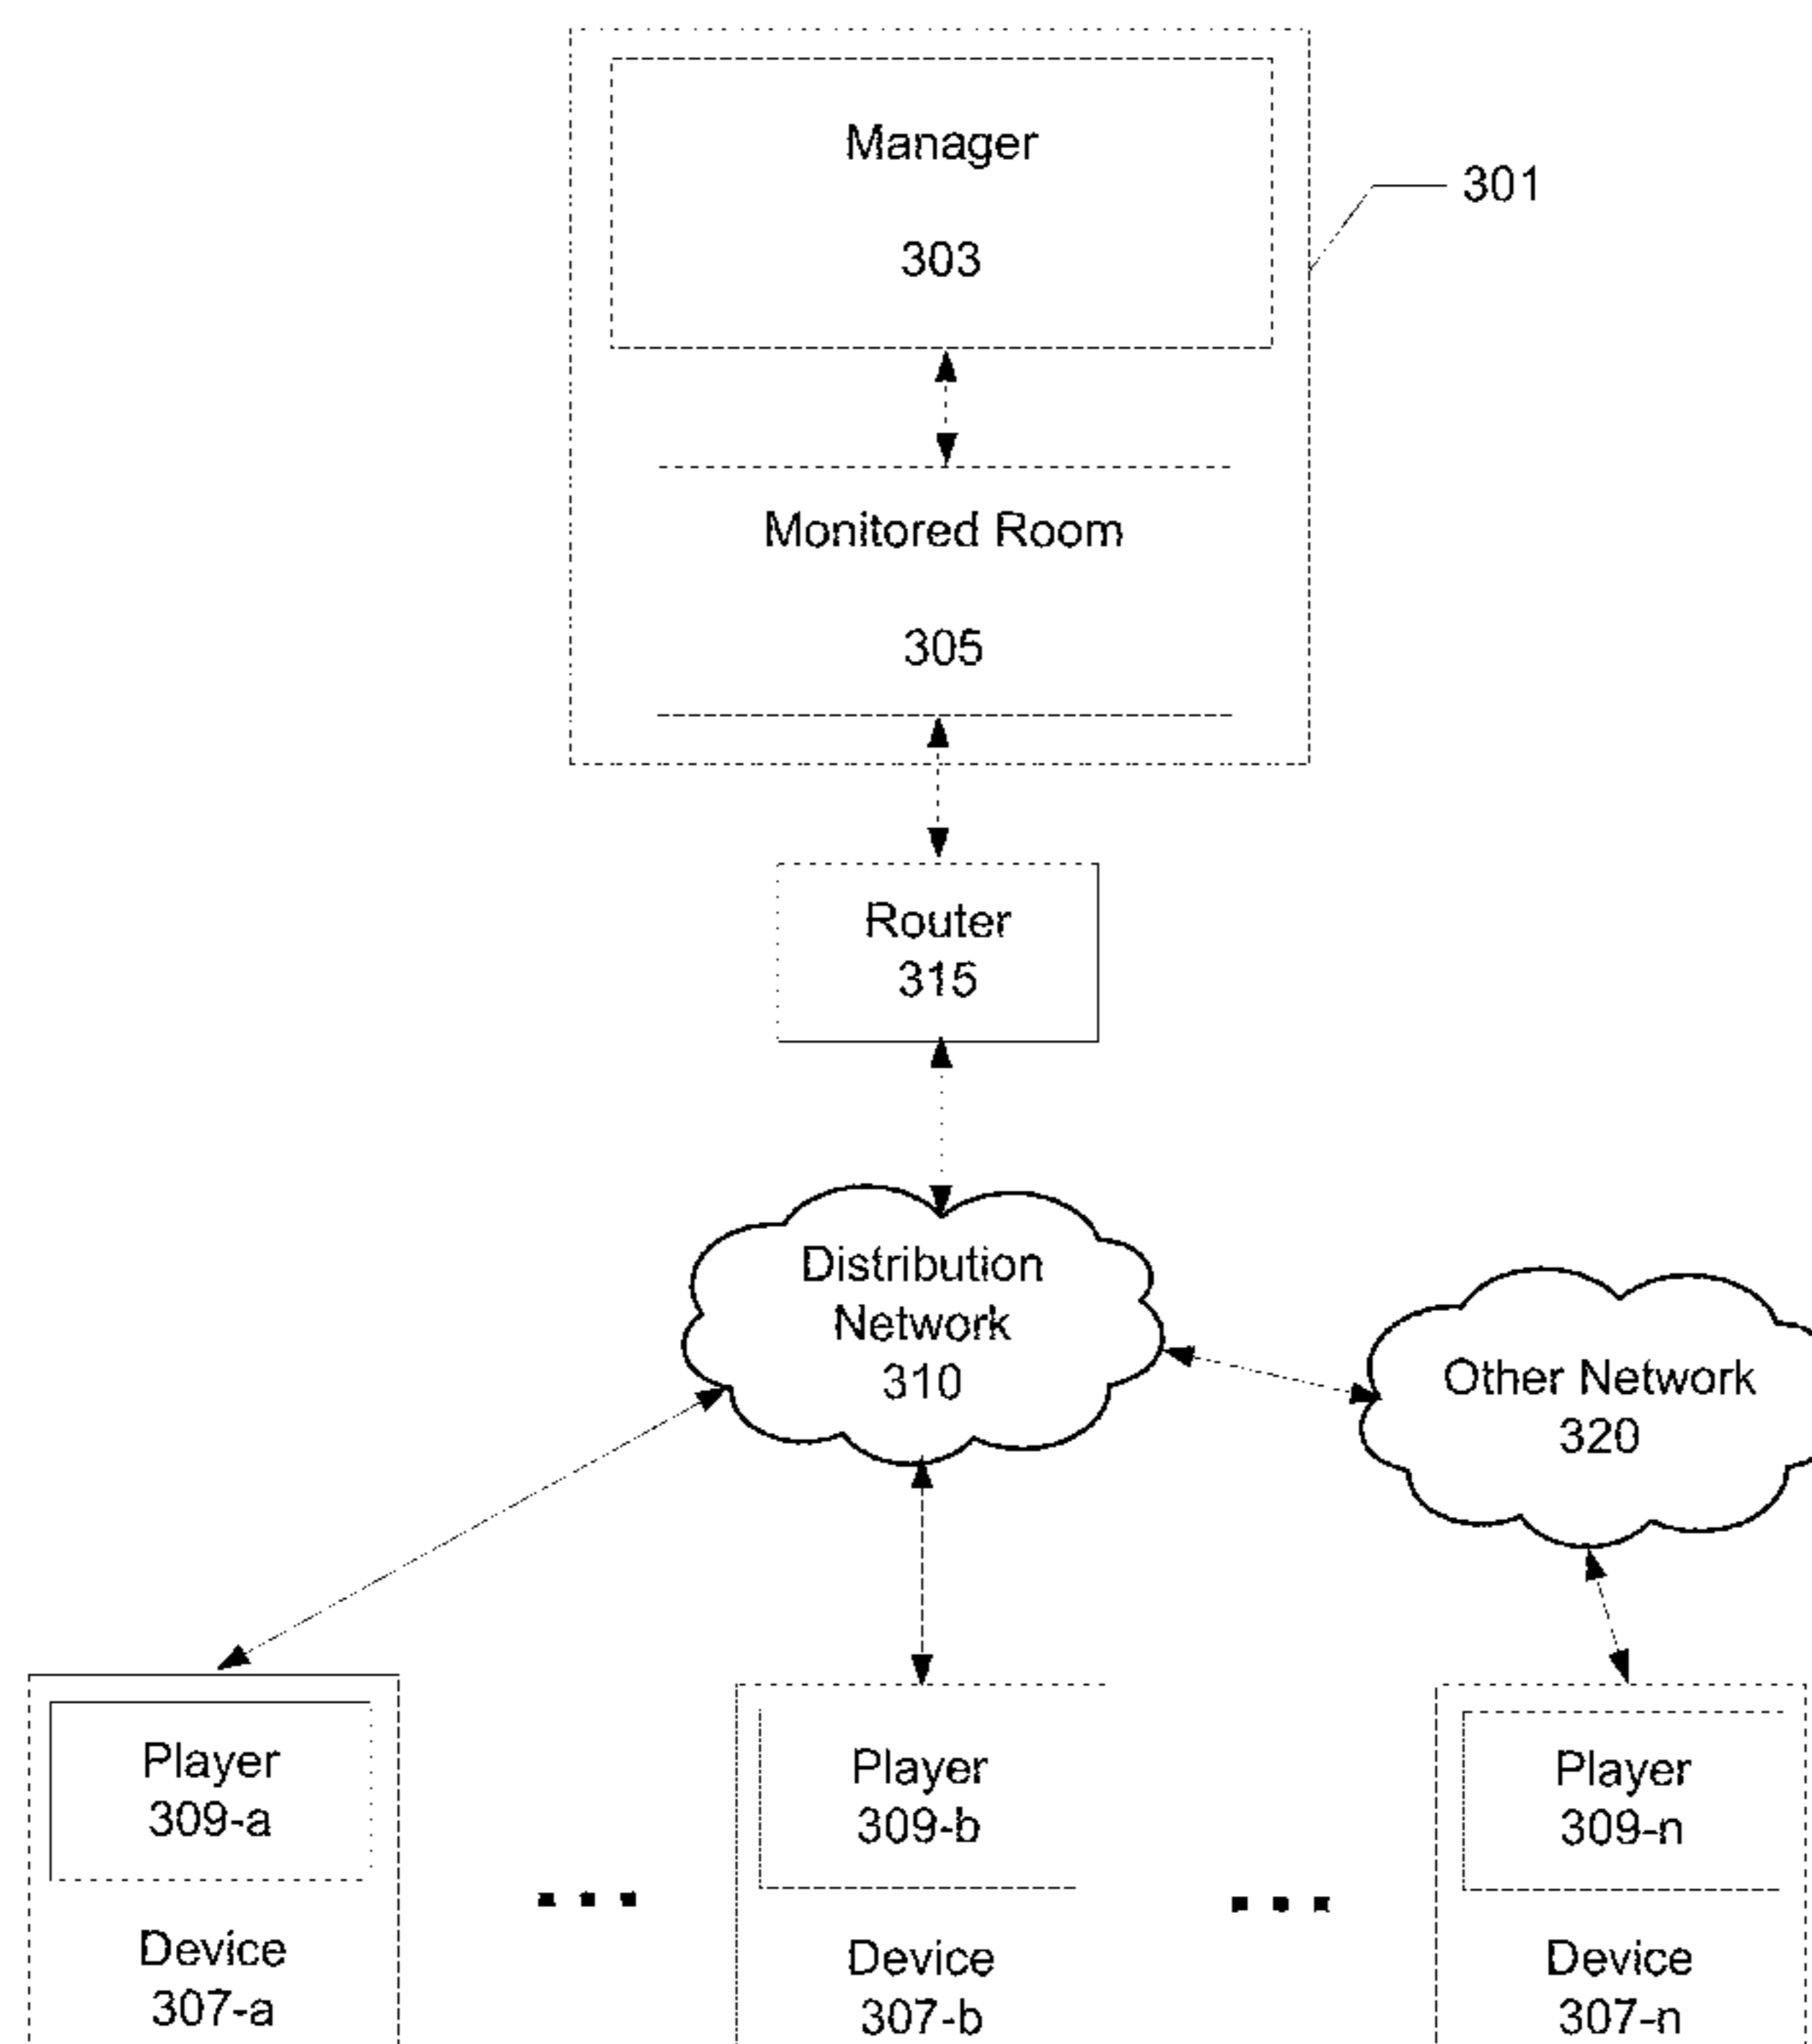 Manager
303
301
Monitored Room
305
Router
315
Distribution
Network
310
Other Network
320
Player
309-a
Device
307-a
Player
309-b
Device
307-b
Player
309-n
Device
307-n